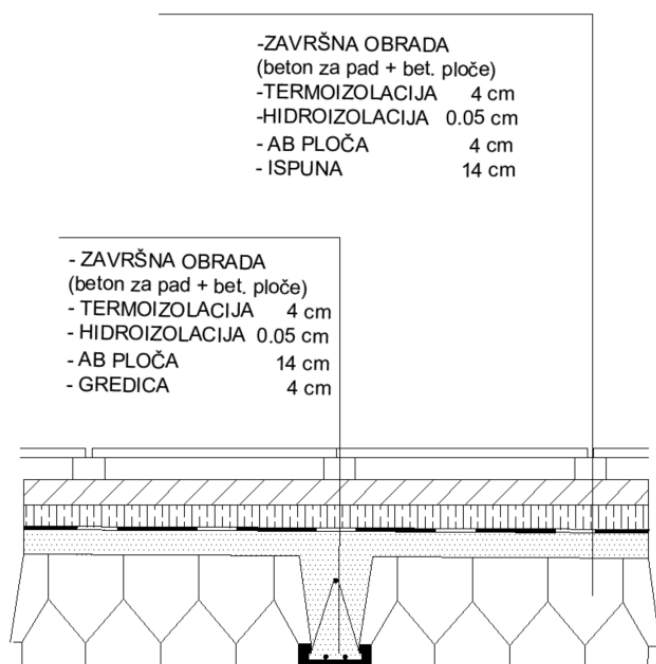 -ZAVRŠNA OBRADA
(beton za pad + bet. ploče)
-TERMOIZOLACIJA 4 cm
-HIDROIZOLACIJA 0.05 cm
- AB PLOČA 4 cm
- ISPUNA 14 cm
- ZAVRŠNA OBRADA
(beton za pad + bet. ploče)
- TERMOIZOLACIJA 4 cm
- HIDROIZOLACIJA 0.05 cm
- AB PLOČA 14 cm
- GREDICA 4 cm